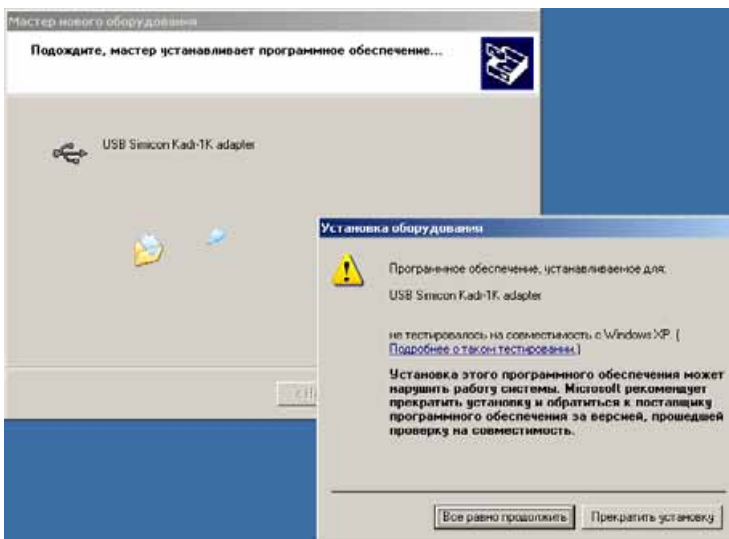 Мастер нового оборудования
Подождите, мастер устанавливает программное обеспечение...
USB Simicon Kadr-1K adapter
Установка оборудования
Программное обеспечение, устанавливаемое для:
USB Simicon Kadr-1K adapter
не тестировалось на совместимость с Windows XP. (
Подробнее о таком тестировании.)
Установка этого программного обеспечения может
нарушить работу системы. Microsoft рекомендует
прекратить установку и обратиться к поставщику
программного обеспечения за версией, прошедшей
проверку на совместимость.
Все равно продолжить
Прекратить установку